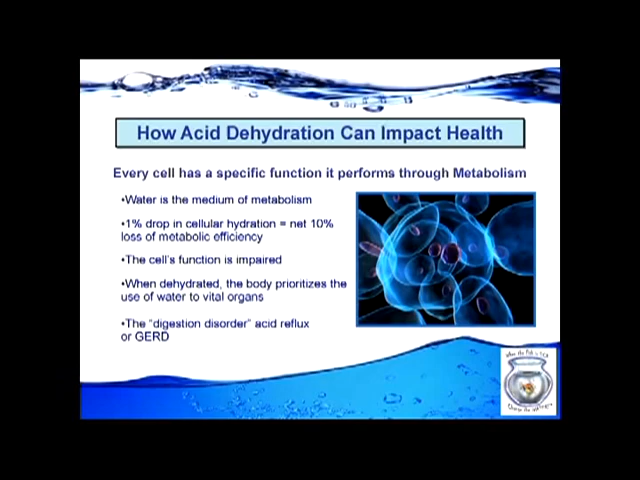 How Acid Dehydration Can Impact Health
Every cell has a specific function it performs through Metabolism
•Water is the medium of metabolism
•1% drop in cellular hydration = net 10%
loss of metabolic efficiency
•The cell's function is impaired
•When dehydrated, the body prioritizes the
use of water to vital organs
•The "digestion disorder" acid reflux
or GERD